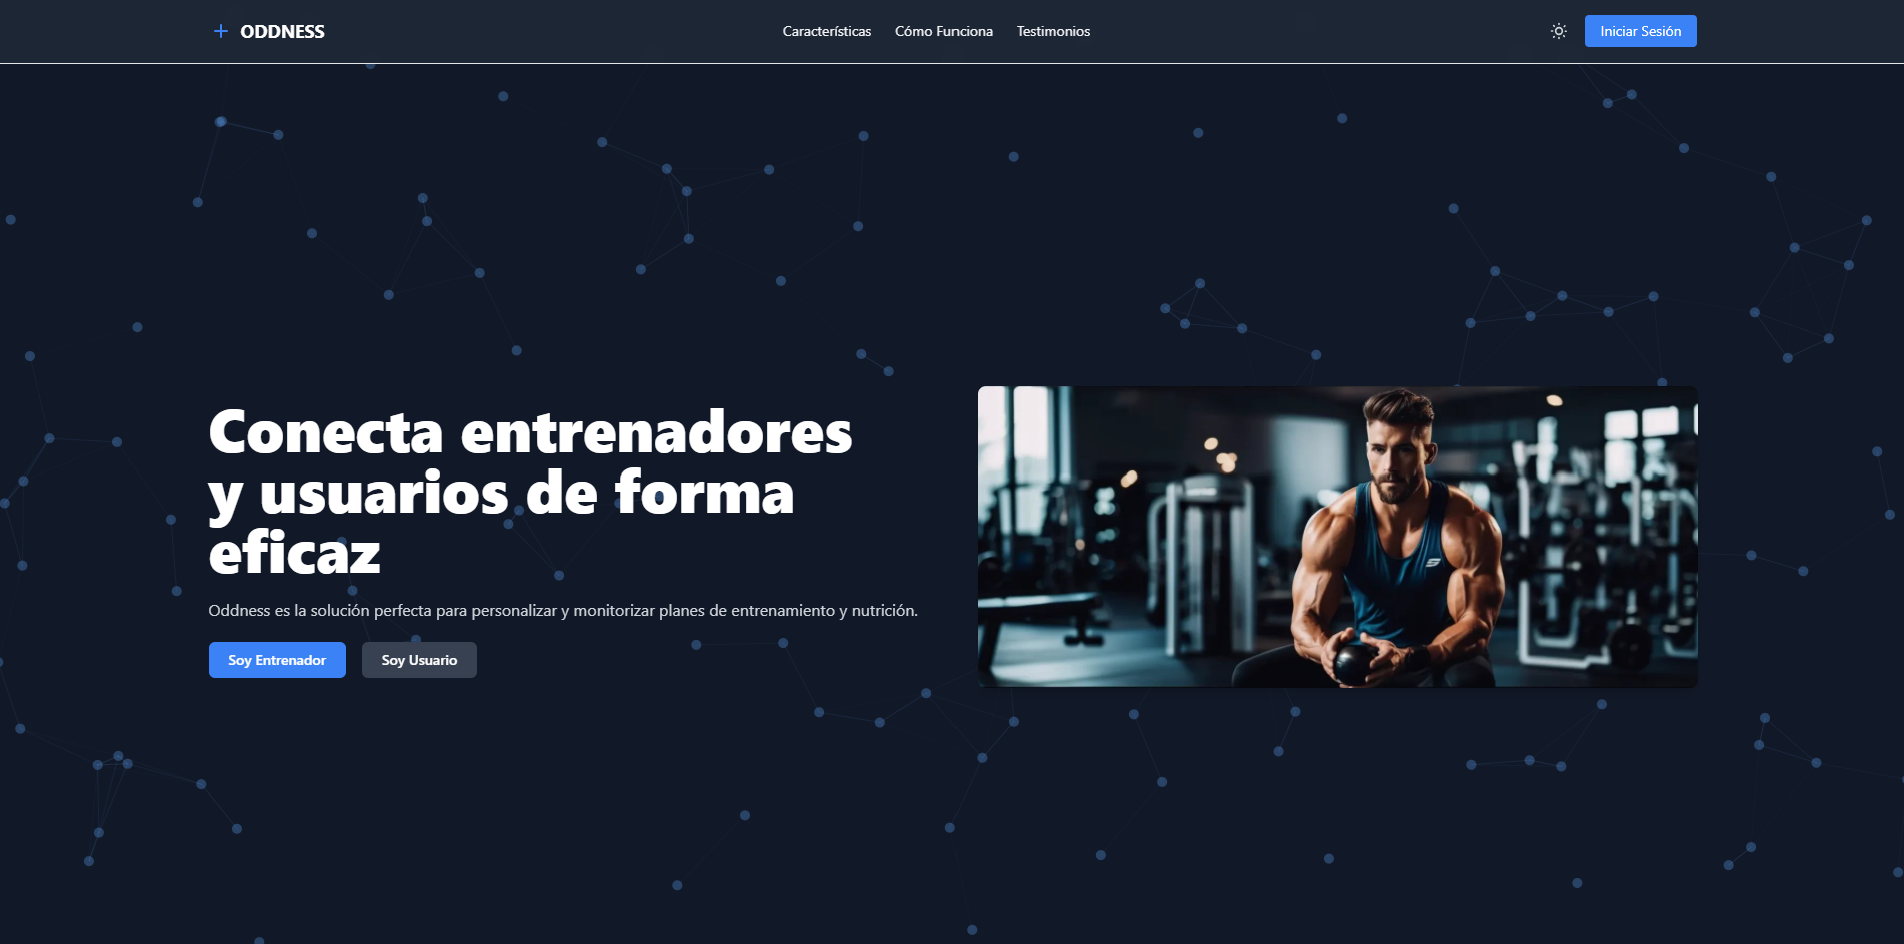 ODDNESS
Características
Cómo Funciona
Testimonios
Iniciar Sesión
Conecta entrenadores
y usuarios de forma
eficaz
Oddness es la solución perfecta para personalizar y monitorizar planes de entrenamiento y nutrición.
Soy Entrenador
Soy Usuario